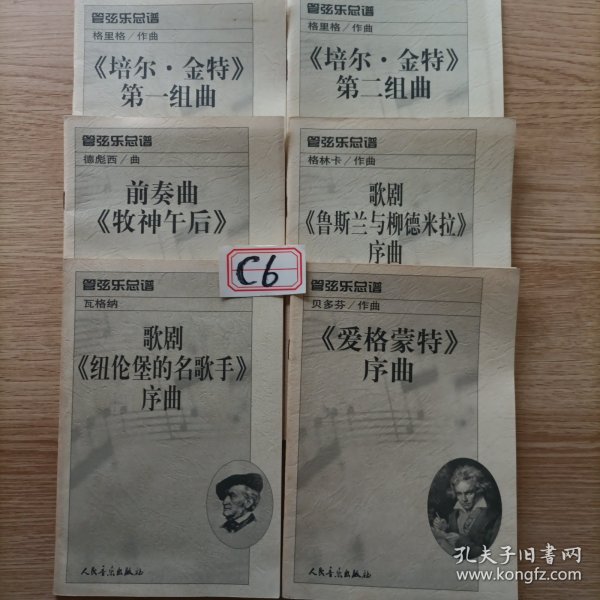 管弦乐总谱
格里格/作曲
《培尔·金特》
第一组曲
管弦乐总谱
格里格/作曲
《培尔·金特》
第二组曲
管弦乐总谱
德彪西/曲
前奏曲
《牧神午后》
管弦乐总谱
格林卡/作曲
歌剧
《鲁斯兰与柳德米拉》
序曲
C6
管弦乐总谱
瓦格纳
歌剧
《纽伦堡的名歌手》
序曲
人民音乐出版社
管弦乐总谱
贝多芬/作曲
《爱格蒙特》
序曲
人民音乐出版社
孔夫子旧书网
www.kongfz.com